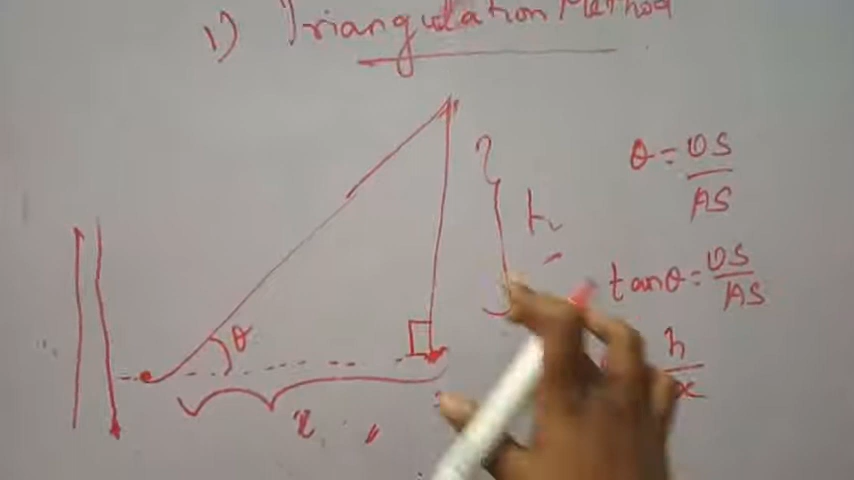 1) Triangulation Method
θ = OS/AS
h
tanθ = OS/AS
θ
h/x
x